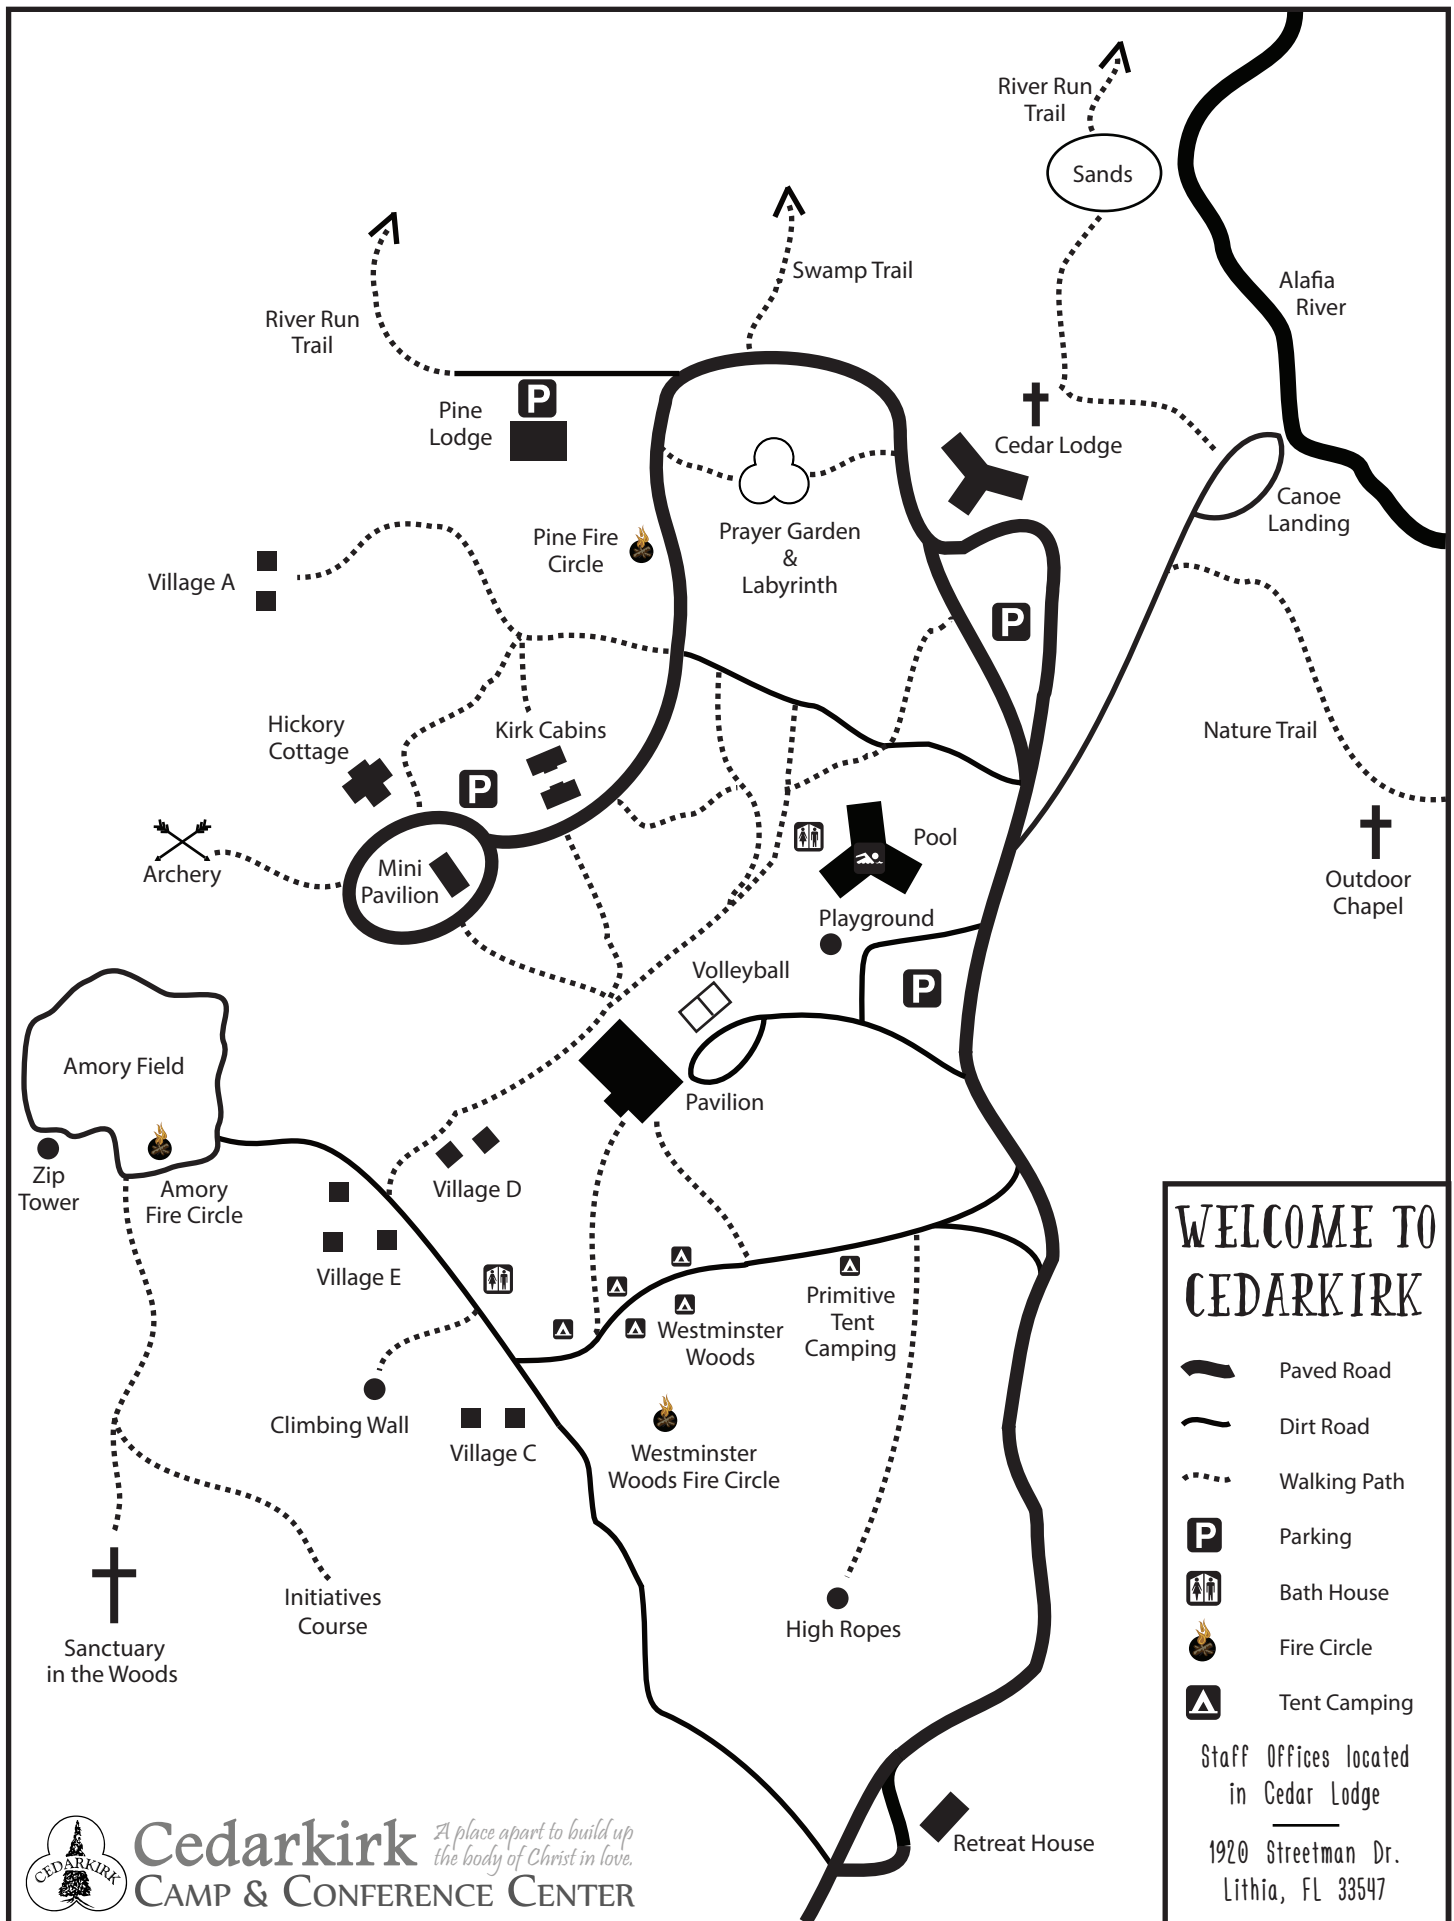 River Run
Trail
Sands
Swamp Trail
Alafia
River
River Run
Trail
P
Pine
Lodge
Cedar Lodge
Canoe
Landing
Prayer Garden
&
Labyrinth
Pine Fire
Circle
Village A
P
Hickory
Cottage
Kirk Cabins
P
Nature Trail
Mini
Pavilion
Archery
Pool
Outdoor
Chapel
Playground
Volleyball
P
Amory Field
Pavilion
Zip
Tower
Amory
Fire Circle
Village D
Village E
Primitive
Tent
Camping
Westminster
Woods
Climbing Wall
Village C
Westminster
Woods Fire Circle
High Ropes
Initiatives
Course
Sanctuary
in the Woods
Retreat House
WELCOME TO
CEDARKIRK
Paved Road
Dirt Road
Walking Path
P Parking
Bath House
Fire Circle
Tent Camping
Staff Offices located
in Cedar Lodge
1920 Streetman Dr.
Lithia, FL 33547
CEDARKIRK
Cedarkirk
A place apart to build up
the body of Christ in love.
CAMP & CONFERENCE CENTER